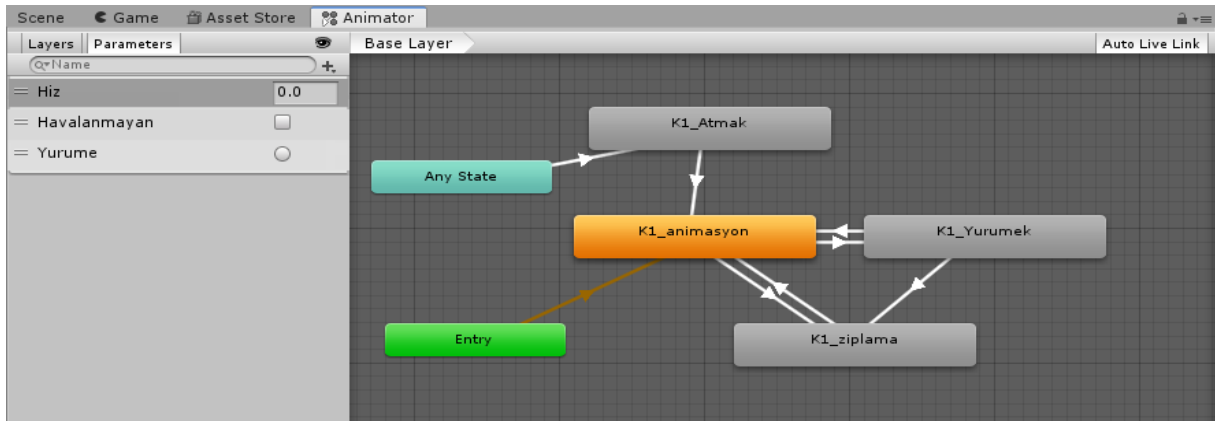 Scene Game Asset Store Animator
Layers Parameters Base Layer Auto Live Link
Name
Hiz 0.0
Havalanmayan
Yurume
K1_Atmak
Any State
K1_animasyon K1_Yurumek
Entry K1_ziplama